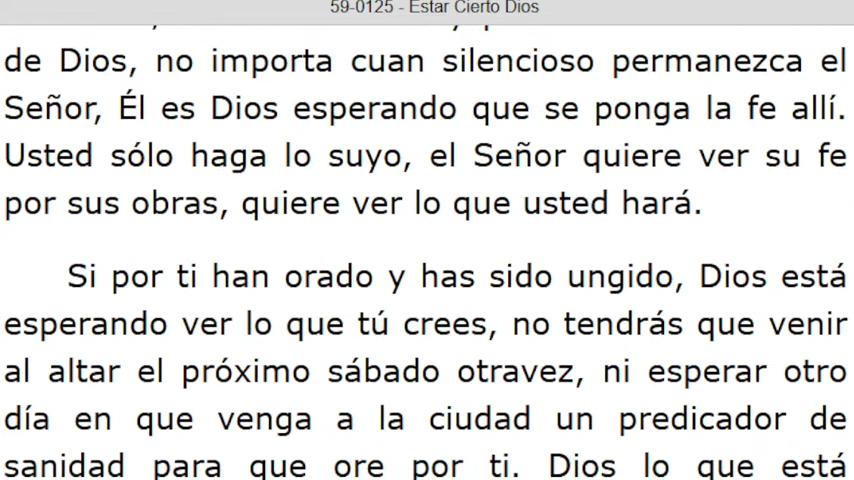 59-0125 - Estar Cierto Dios
de Dios, no importa cuan silencioso permanezca el
Señor, Él es Dios esperando que se ponga la fe allí.
Usted sólo haga lo suyo, el Señor quiere ver su fe
por sus obras, quiere ver lo que usted hará.
Si por ti han orado y has sido ungido, Dios está
esperando ver lo que tú crees, no tendrás que venir
al altar el próximo sábado otravez, ni esperar otro
día en que venga a la ciudad un predicador de
sanidad para que ore por ti. Dios lo que está